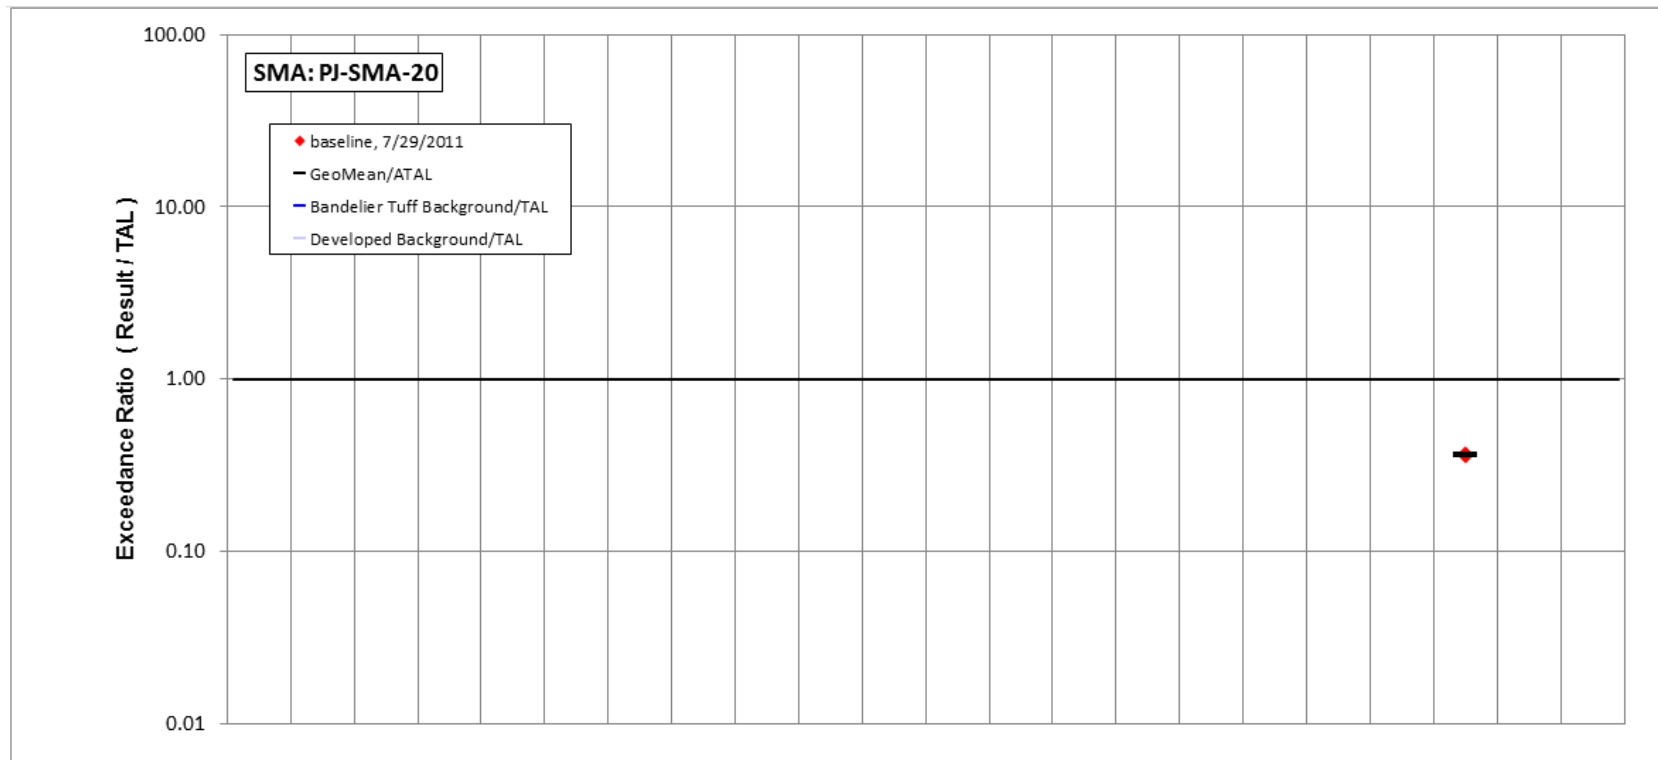 100.00
SMA: PJ-SMA-20
baseline, 7/29/2011
GeoMean/ATAL
Bandelier Tuff Background/TAL
Developed Background/TAL
10.00
1.00
0.10
0.01
Exceedance Ratio ( Result / TAL )